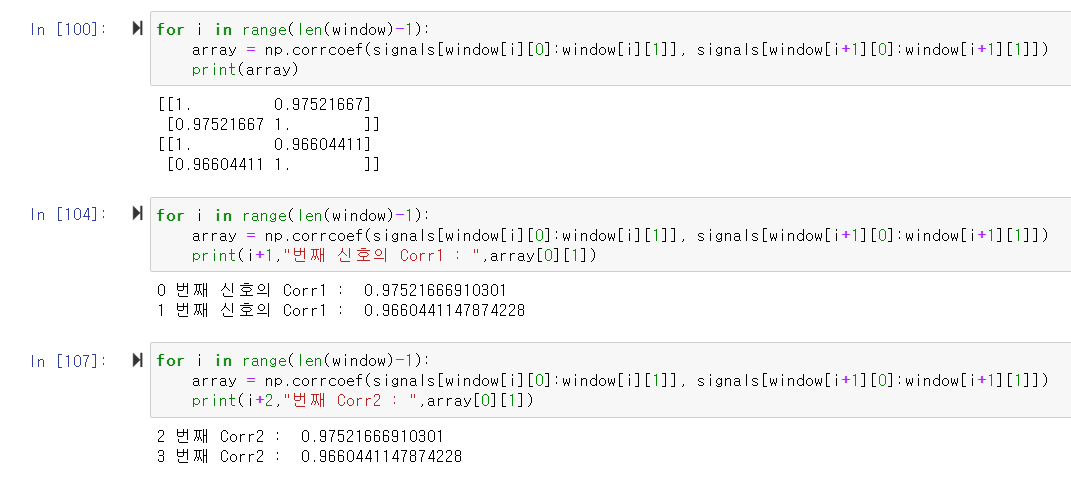 In [100]:
for i in range(len(window)-1):
    array = np.corrcoef(signals[window[i][0]:window[i][1]], signals[window[i+1][0]:window[i+1][1]])
    print(array)
[[1.         0.97521667]
 [0.97521667 1.        ]]
[[1.         0.96604411]
 [0.96604411 1.        ]]
In [104]:
for i in range(len(window)-1):
    array = np.corrcoef(signals[window[i][0]:window[i][1]], signals[window[i+1][0]:window[i+1][1]])
    print(i+1,"번째 신호의 Corr1 : ",array[0][1])
0 번째 신호의 Corr1 :  0.97521666910301
1 번째 신호의 Corr1 :  0.9660441147874228
In [107]:
for i in range(len(window)-1):
    array = np.corrcoef(signals[window[i][0]:window[i][1]], signals[window[i+1][0]:window[i+1][1]])
    print(i+2,"번째 Corr2 : ",array[0][1])
2 번째 Corr2 :  0.97521666910301
3 번째 Corr2 :  0.9660441147874228